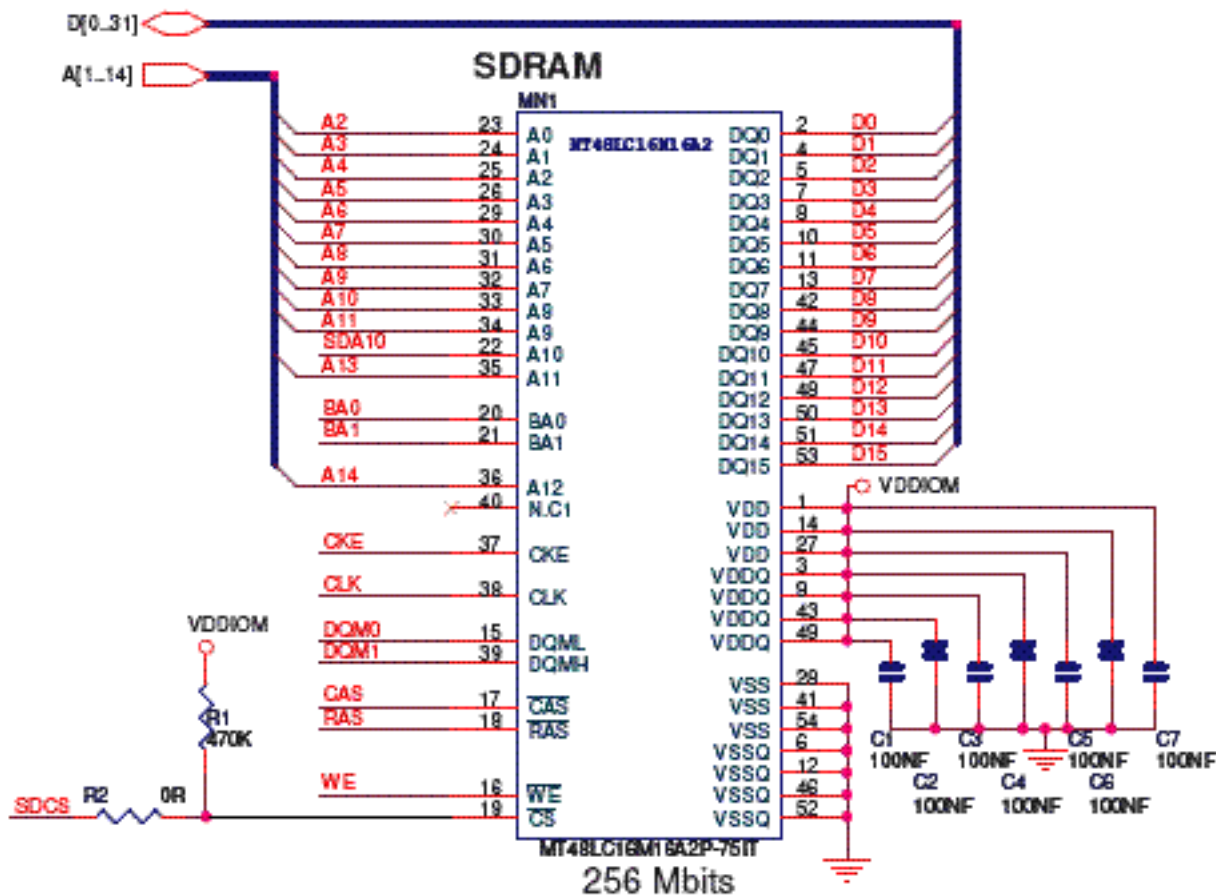 D[0..31]
A[1..14]
SDRAM
MN1
MT48LC16M16A2
A2 23 A0 DQ0 2 D0
A3 24 A1 DQ1 4 D1
A4 25 A2 DQ2 5 D2
A5 26 A3 DQ3 7 D3
A6 29 A4 DQ4 8 D4
A7 30 A5 DQ5 10 D5
A8 31 A6 DQ6 11 D6
A9 32 A7 DQ7 13 D7
A10 33 A8 DQ8 42 D8
A11 34 A9 DQ9 44 D9
SDA10 22 A10 DQ10 45 D10
A13 35 A11 DQ11 47 D11
DQ12 48 D12
BA0 20 BA0 DQ13 50 D13
BA1 21 BA1 DQ14 51 D14
DQ15 53 D15
A14 36 A12
VDDIOM
40 N.C1 VDD 1
VDD 14
CKE 37 CKE VDD 27
VDDQ 3
CLK 38 CLK VDDQ 9
VDDIOM
VDDQ 43
DQM0 15 DQML VDDQ 49
DQM1 39 DQMH
VSS 28
CAS 17 CAS VSS 41
RAS 18 RAS VSS 54
R1
470K
VSSQ 6
VSSQ 12
C1 C3 C5 C7
100NF 100NF 100NF 100NF
WE 16 WE VSSQ 46
C2 C4 C6
100NF 100NF 100NF
SDCS R2 0R 19 CS VSSQ 52
MT48LC16M16A2P-75IT
256 Mbits